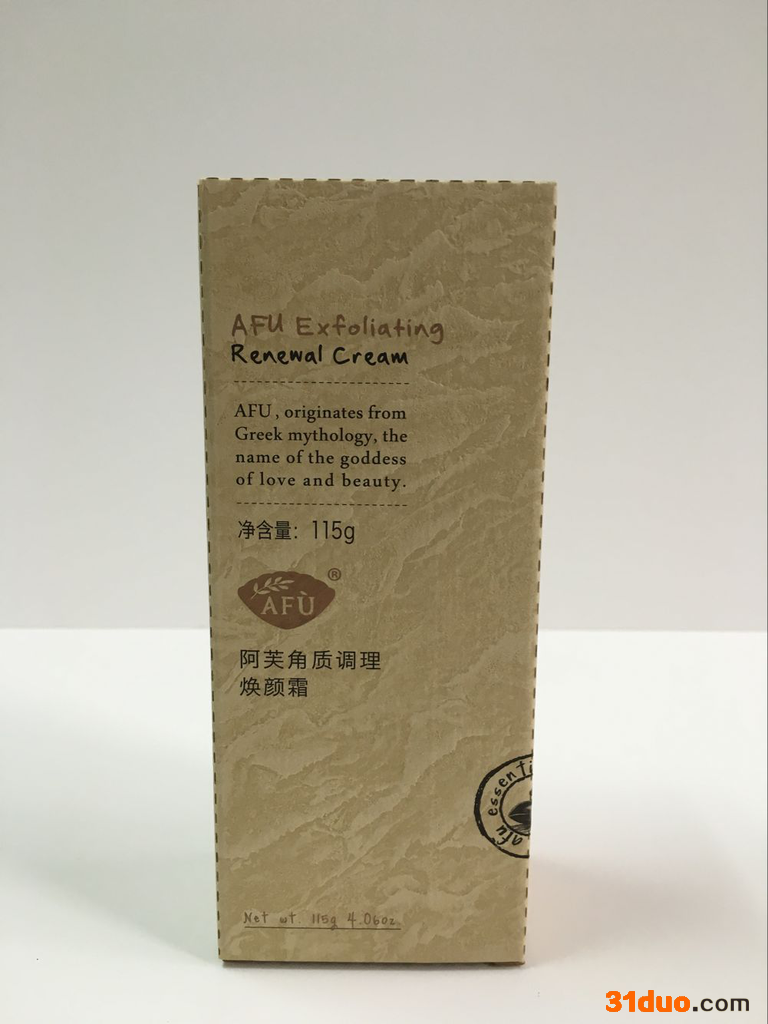 AFU Exfoliating
Renewal Cream
AFU, originates from
Greek mythology, the
name of the goddess
of love and beauty.
净含量：115g
AFÙ®
阿芙角质调理
焕颜霜
afu essenti
Net wt. 115g 4.06oz.
31duo.com